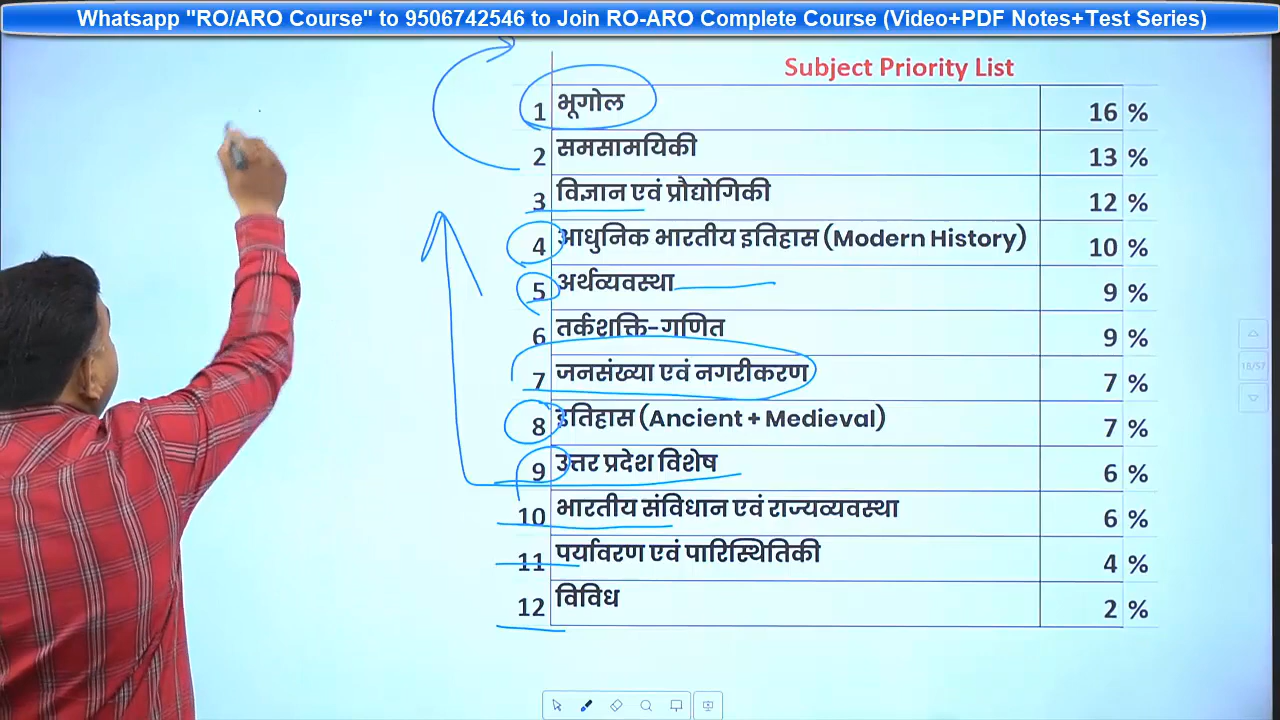 Whatsapp "RO/ARO Course" to 9506742546 to Join RO-ARO Complete Course (Video+PDF Notes+Test Series)
Subject Priority List
1 भूगोल 16 %
2 समसामयिकी 13 %
3 विज्ञान एवं प्रौद्योगिकी 12 %
4 आधुनिक भारतीय इतिहास (Modern History) 10 %
5 अर्थव्यवस्था 9 %
6 तर्कशक्ति-गणित 9 %
7 जनसंख्या एवं नगरीकरण 7 %
8 इतिहास (Ancient + Medieval) 7 %
9 उत्तर प्रदेश विशेष 6 %
10 भारतीय संविधान एवं राज्यव्यवस्था 6 %
11 पर्यावरण एवं पारिस्थितिकी 4 %
12 विविध 2 %
18/57